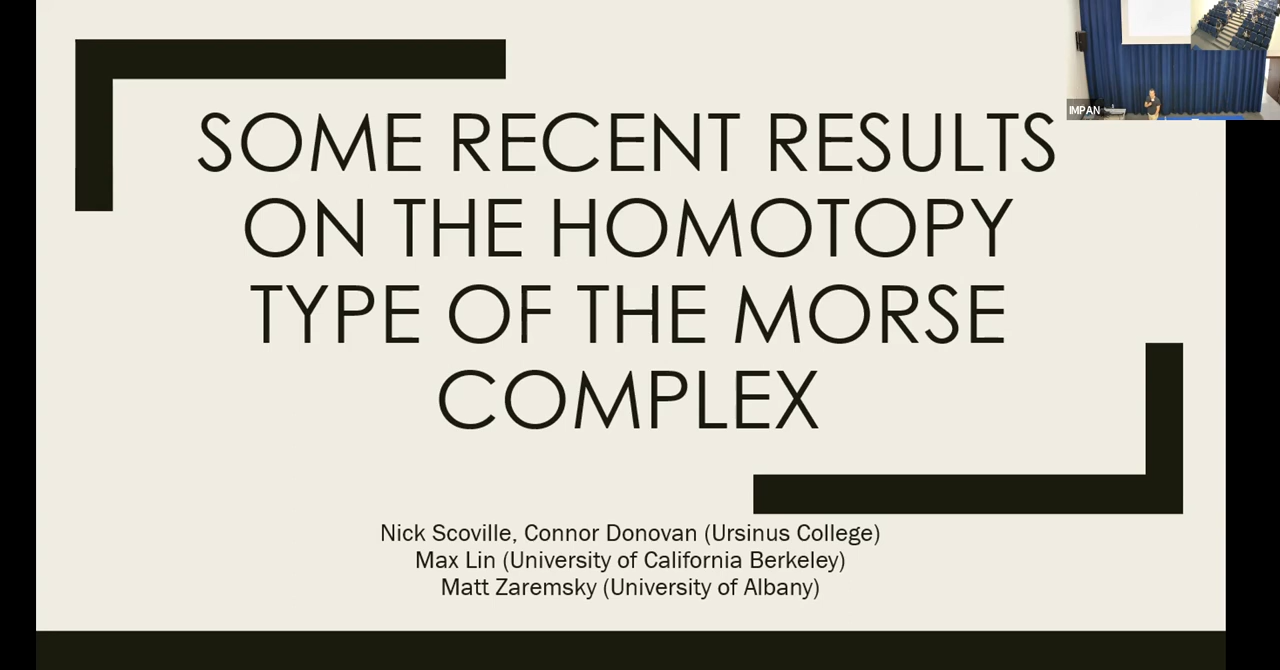 SOME RECENT RESULTS
ON THE HOMOTOPY
TYPE OF THE MORSE
COMPLEX
Nick Scoville, Connor Donovan (Ursinus College)
Max Lin (University of California Berkeley)
Matt Zaremsky (University of Albany)
IMPAN